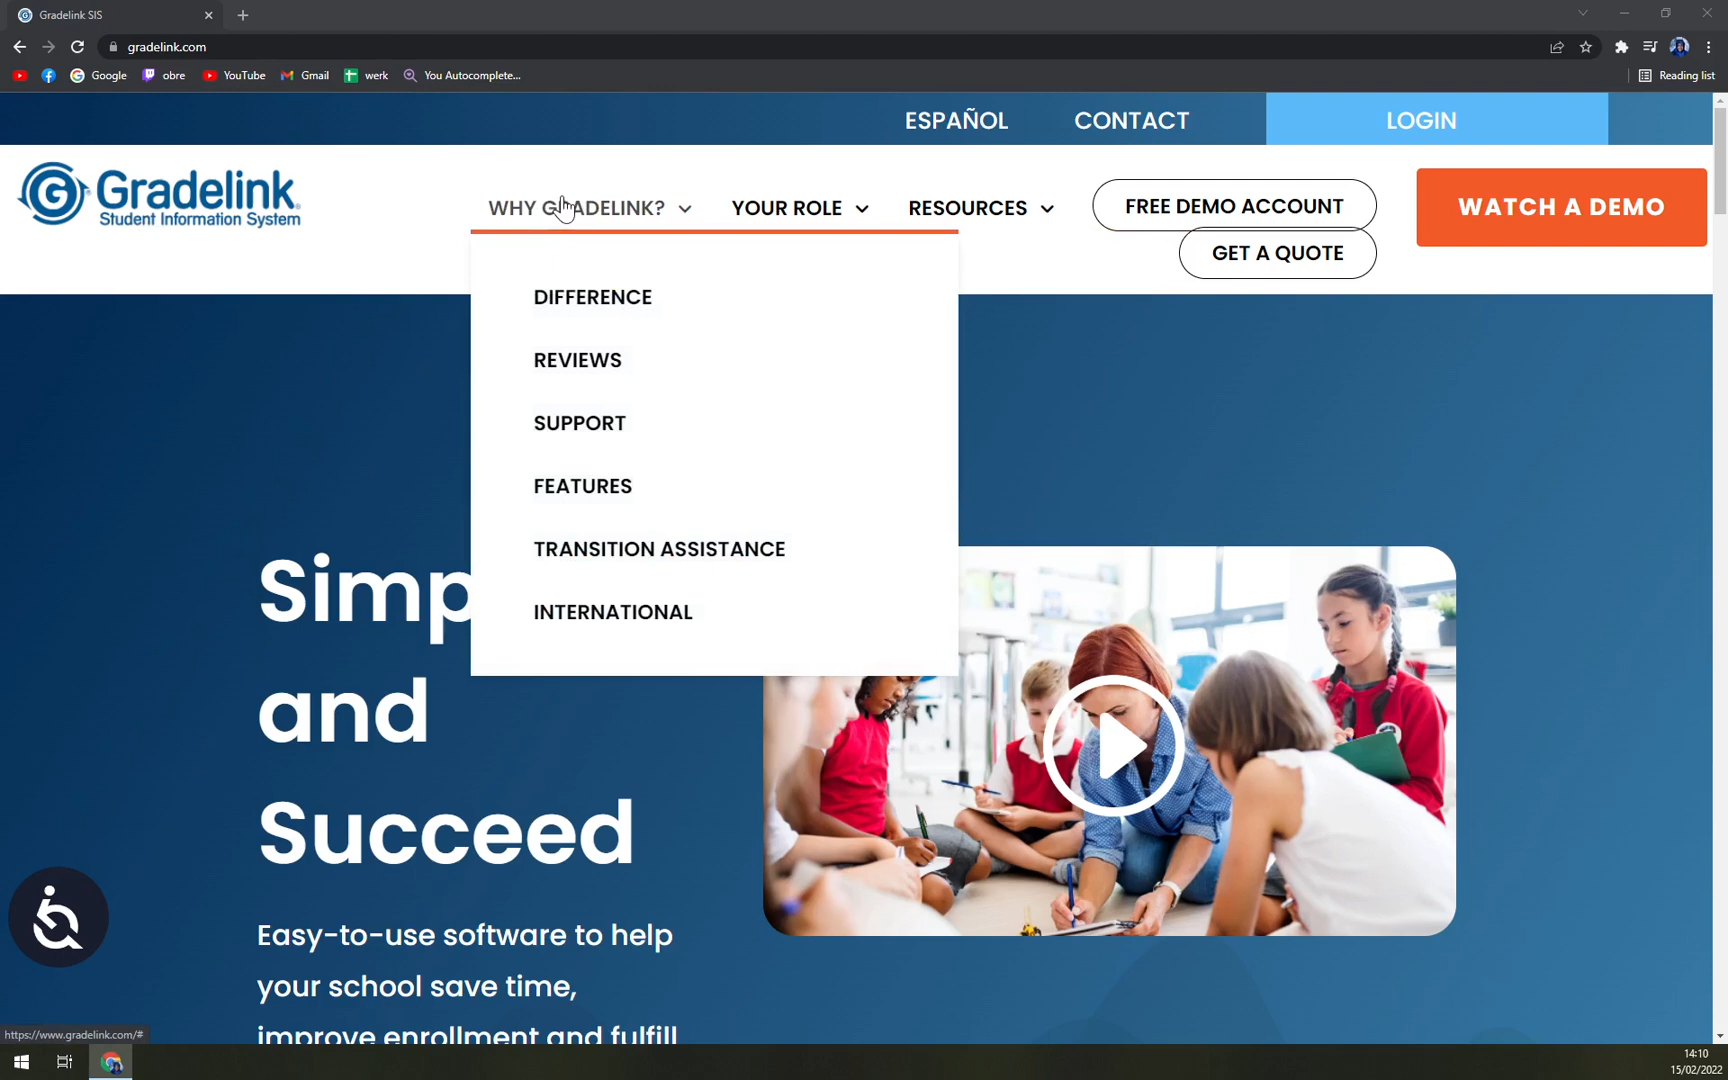 Gradelink SIS
gradelink.com
Google
obre
YouTube
Gmail
werk
You Autocomplete...
Reading list
ESPAÑOL
CONTACT
LOGIN
Gradelink
Student Information System
WHY GRADELINK?
YOUR ROLE
RESOURCES
FREE DEMO ACCOUNT
GET A QUOTE
WATCH A DEMO
DIFFERENCE
REVIEWS
SUPPORT
FEATURES
TRANSITION ASSISTANCE
INTERNATIONAL
Simp
and
Succeed
Easy-to-use software to help
your school save time,
improve enrollment and fulfill
https://www.gradelink.com/#
14:10
15/02/2022